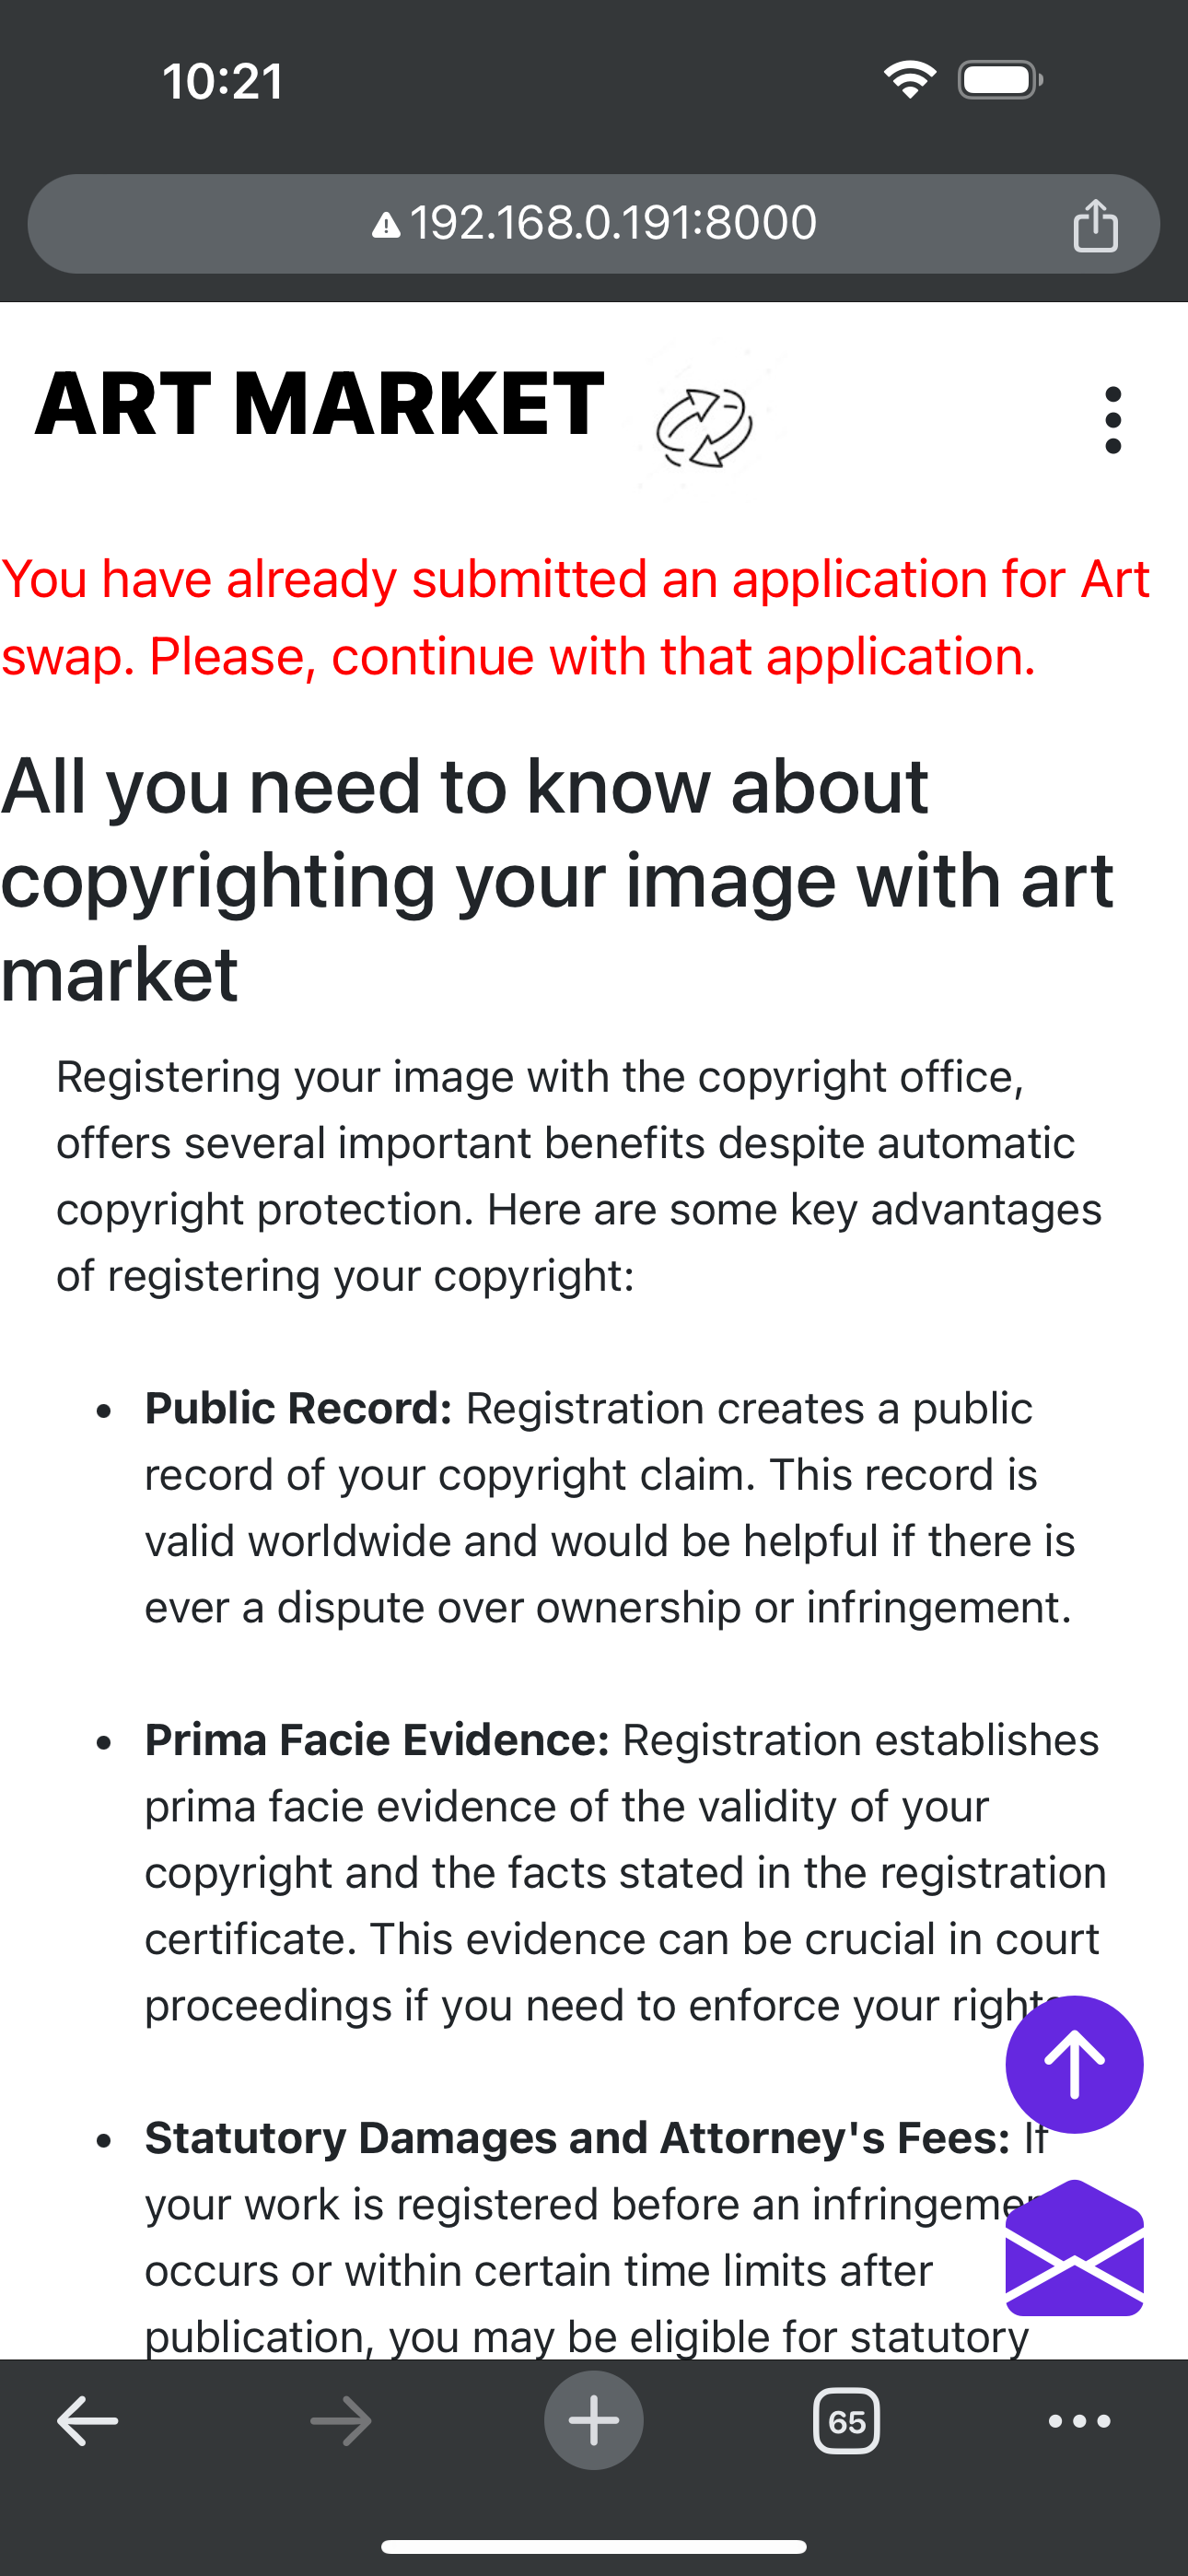 10:21
192.168.0.191:8000
ART MARKET
You have already submitted an application for Art
swap. Please, continue with that application.
All you need to know about
copyrighting your image with art
market
Registering your image with the copyright office,
offers several important benefits despite automatic
copyright protection. Here are some key advantages
of registering your copyright:
• Public Record: Registration creates a public
record of your copyright claim. This record is
valid worldwide and would be helpful if there is
ever a dispute over ownership or infringement.
• Prima Facie Evidence: Registration establishes
prima facie evidence of the validity of your
copyright and the facts stated in the registration
certificate. This evidence can be crucial in court
proceedings if you need to enforce your rights
• Statutory Damages and Attorney's Fees: If
your work is registered before an
occurs or within certain time limits after
publication, you may be eligible for statutory
65